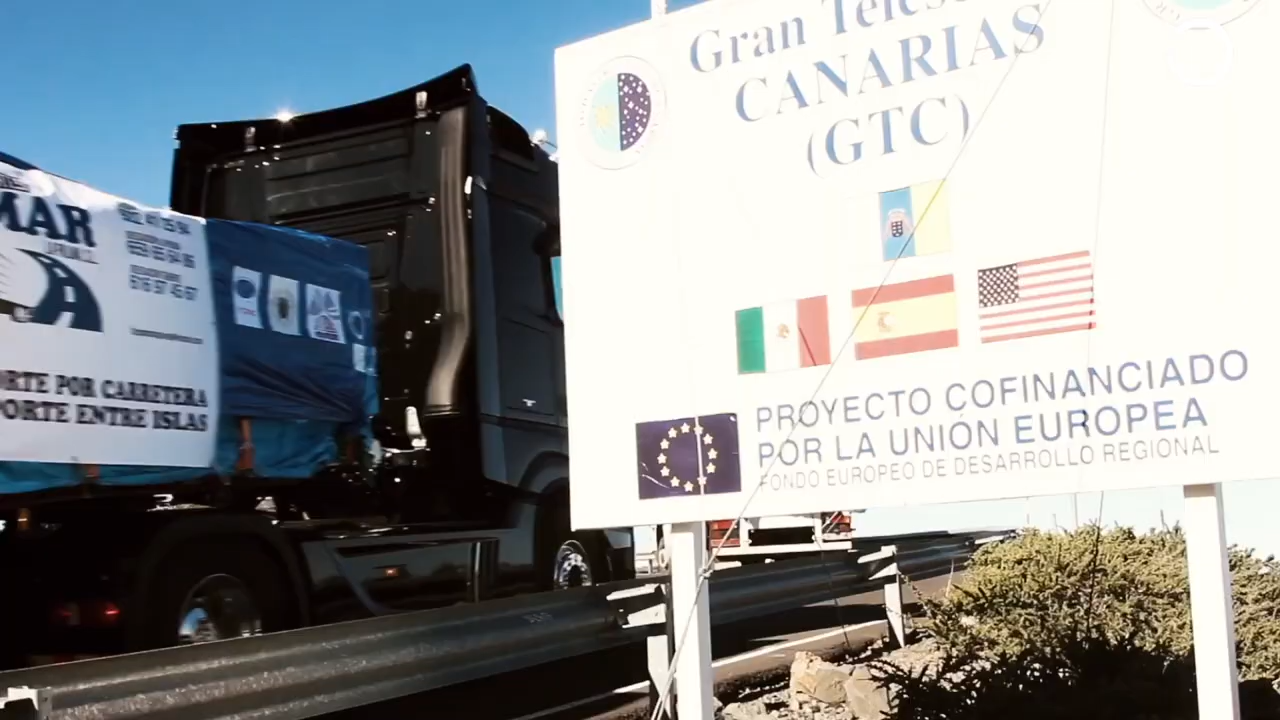 Gran Teles
CANARIAS
(GTC)
PROYECTO COFINANCIADO
POR LA UNIÓN EUROPEA
FONDO EUROPEO DE DESARROLLO REGIONAL
MAR
ORTE POR CARRETERA
PORTE ENTRE ISLAS